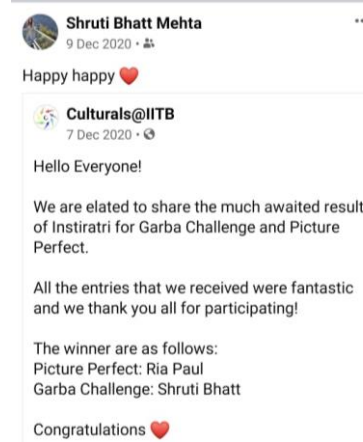 Shruti Bhatt Mehta
9 Dec 2020 ·
Happy happy ❤️
Culturals@IITB
7 Dec 2020 ·
Hello Everyone!
We are elated to share the much awaited result
of Instiratri for Garba Challenge and Picture
Perfect.
All the entries that we received were fantastic
and we thank you all for participating!
The winner are as follows:
Picture Perfect: Ria Paul
Garba Challenge: Shruti Bhatt
Congratulations ❤️